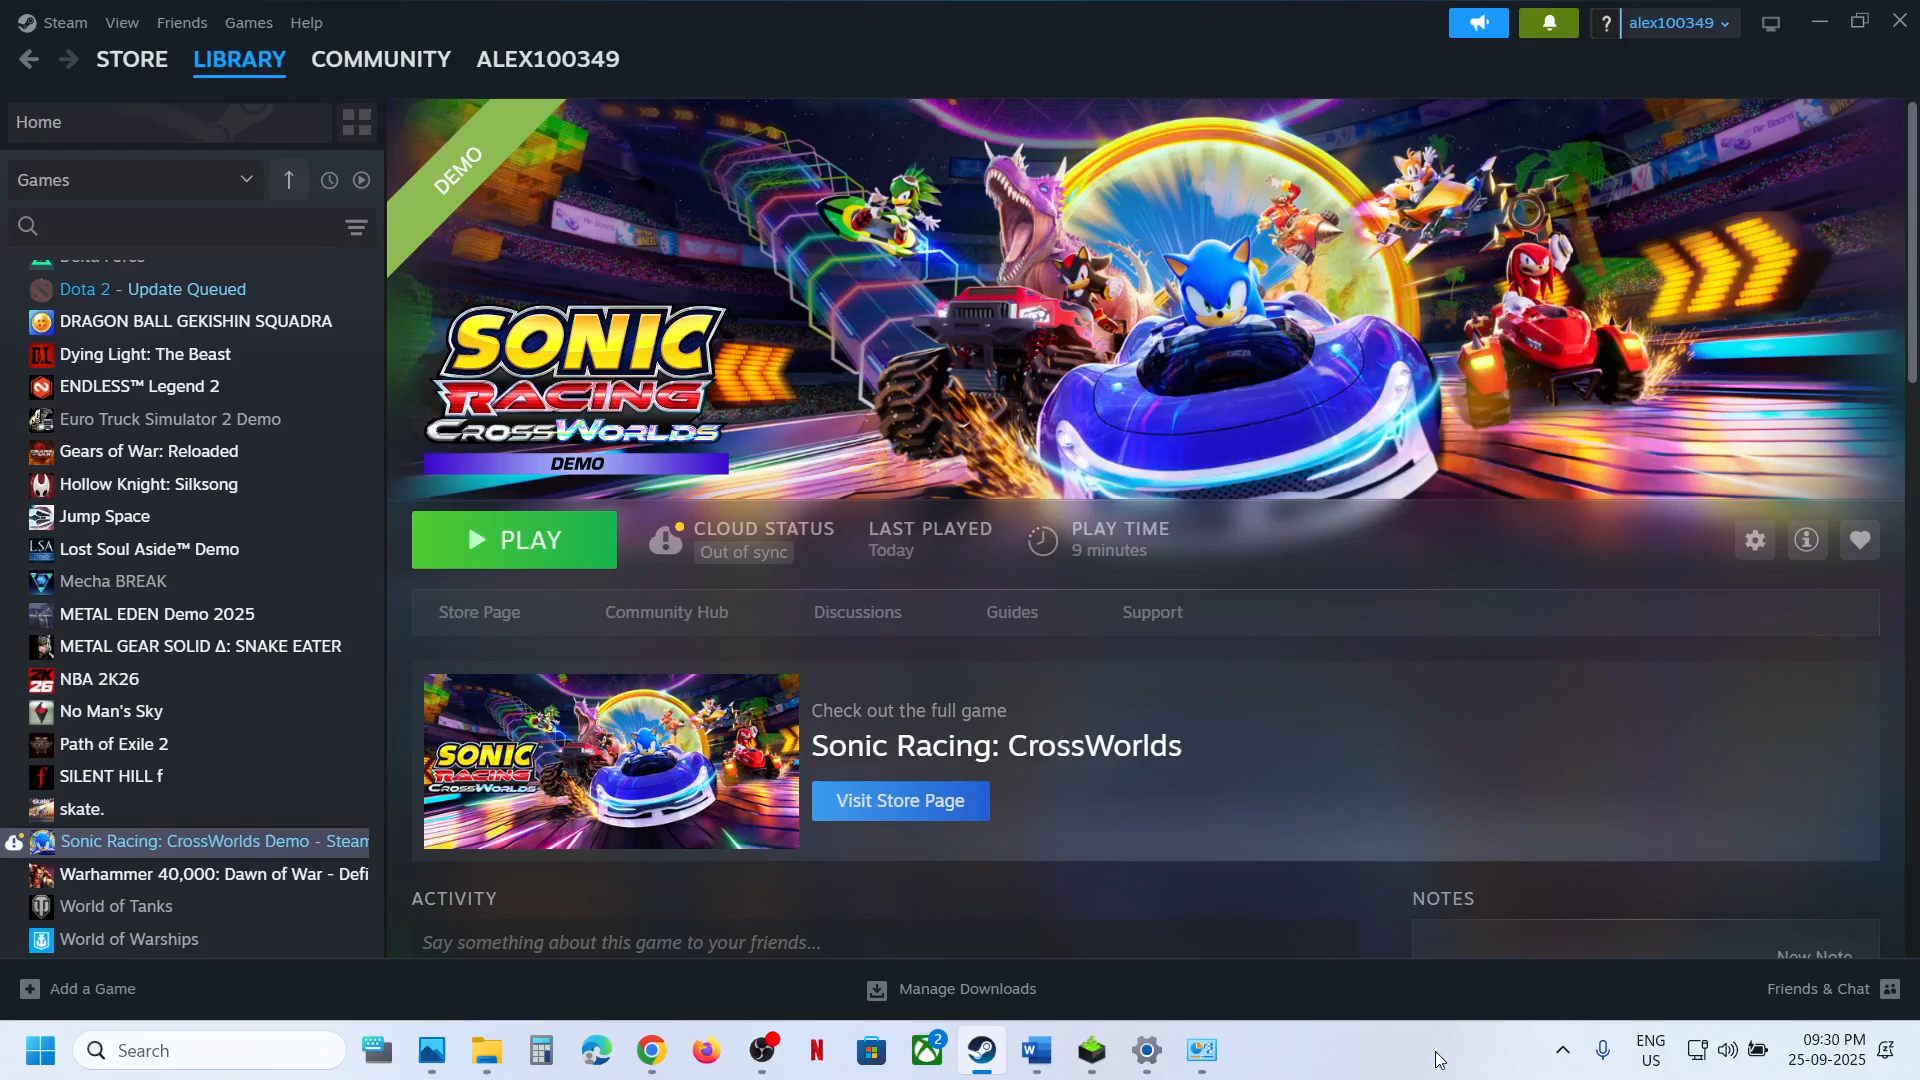 Steam View Friends Games Help
? alex100349
STORE LIBRARY COMMUNITY ALEX100349
Home
Games
Dota 2 - Update Queued
DRAGON BALL GEKISHIN SQUADRA
Dying Light: The Beast
ENDLESS™ Legend 2
Euro Truck Simulator 2 Demo
Gears of War: Reloaded
Hollow Knight: Silksong
Jump Space
Lost Soul Aside™ Demo
Mecha BREAK
METAL EDEN Demo 2025
METAL GEAR SOLID Δ: SNAKE EATER
NBA 2K26
No Man's Sky
Path of Exile 2
SILENT HILL f
skate.
Sonic Racing: CrossWorlds Demo - Steam
Warhammer 40,000: Dawn of War - Defi
World of Tanks
World of Warships
DEMO
SONIC
RACING
CROSSWORLDS
DEMO
PLAY
CLOUD STATUS
Out of sync
LAST PLAYED
Today
PLAY TIME
9 minutes
Store Page Community Hub Discussions Guides Support
SONIC
RACING
CROSSWORLDS
Check out the full game
Sonic Racing: CrossWorlds
Visit Store Page
ACTIVITY
Say something about this game to your friends...
NOTES
New Note
Add a Game
Manage Downloads
Friends & Chat
Search
2
ENG
US
09:30 PM
25-09-2025